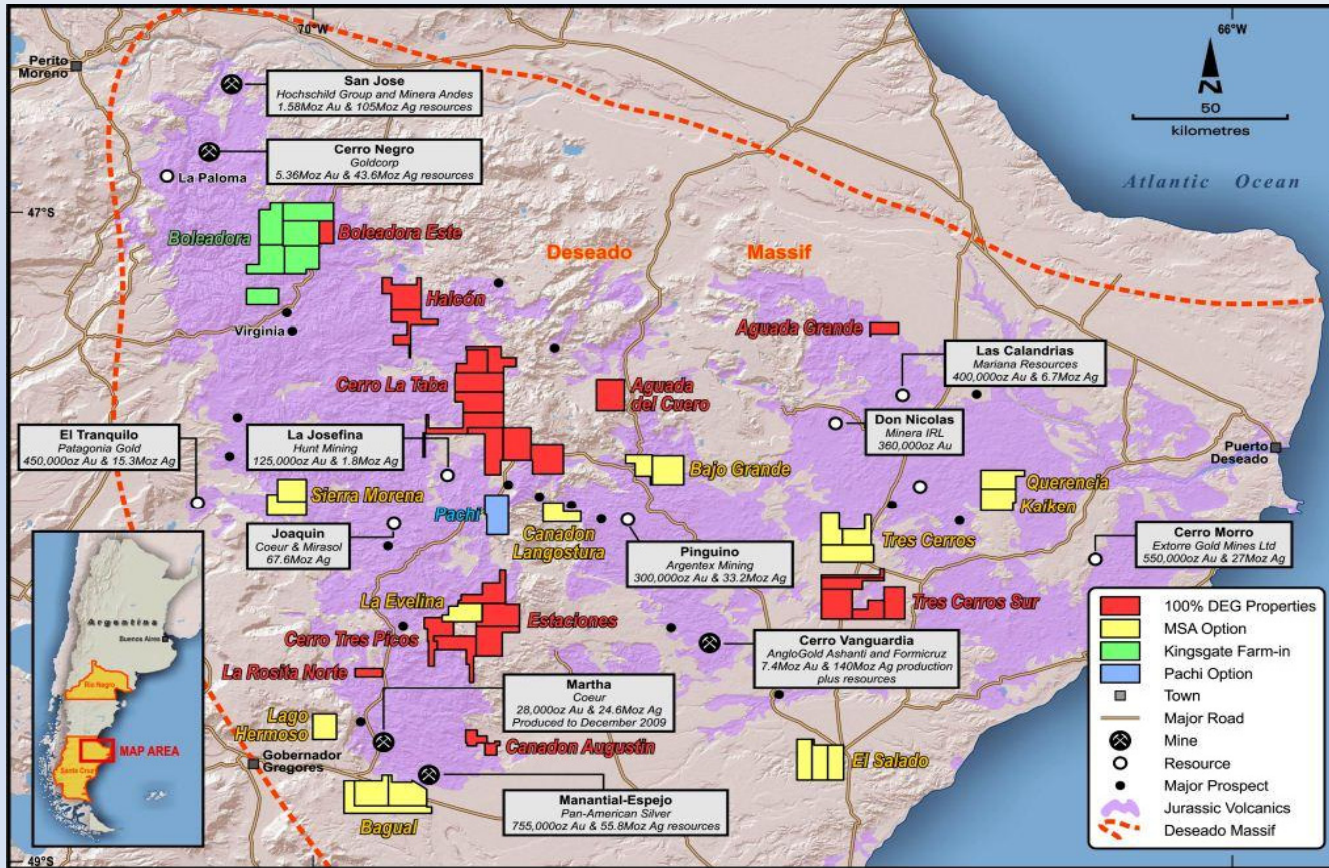 70°W
66°W
Perito
Moreno
San Jose
Hochschild Group and Minera Andes
1.58Moz Au & 105Moz Ag resources
N
50
kilometres
Cerro Negro
Goldcorp
5.36Moz Au & 43.6Moz Ag resources
La Paloma
Atlantic Ocean
47°S
Boleadora
Boleadora Este
Deseado
Massif
Halcón
Virginia
Aguada Grande
Las Calandrias
Mariana Resources
400,000oz Au & 6.7Moz Ag
Cerro La Taba
Aguada
del Cuero
Don Nicolas
Minera IRL
360,000oz Au
El Tranquilo
Patagonia Gold
450,000oz Au & 15.3Moz Ag
La Josefina
Hunt Mining
125,000oz Au & 1.8Moz Ag
Puerto
Deseado
Bajo Grande
Querencia
Kaiken
Sierra Morena
Pachi
Canadon
Langostura
Joaquin
Coeur & Mirasol
67.6Moz Ag
Pinguino
Argentex Mining
300,000oz Au & 33.2Moz Ag
Tres Cerros
Cerro Morro
Extorre Gold Mines Ltd
550,000oz Au & 27Moz Ag
Tres Cerros Sur
La Evelina
Estaciones
Cerro Tres Picos
La Rosita Norte
Cerro Vanguardia
AngloGold Ashanti and Formicruz
7.4Moz Au & 140Moz Ag production
plus resources
Martha
Coeur
28,000oz Au & 24.6Moz Ag
Produced to December 2009
Lago
Hermoso
Canadon Augustin
El Salado
Gobernador
Gregores
Manantial-Espejo
Pan-American Silver
755,000oz Au & 55.8Moz Ag resources
Bagual
49°S
Argentina
Buenos Aires
Rio Negro
MAP AREA
Santa Cruz
100% DEG Properties
MSA Option
Kingsgate Farm-in
Pachi Option
Town
Major Road
Mine
Resource
Major Prospect
Jurassic Volcanics
Deseado Massif